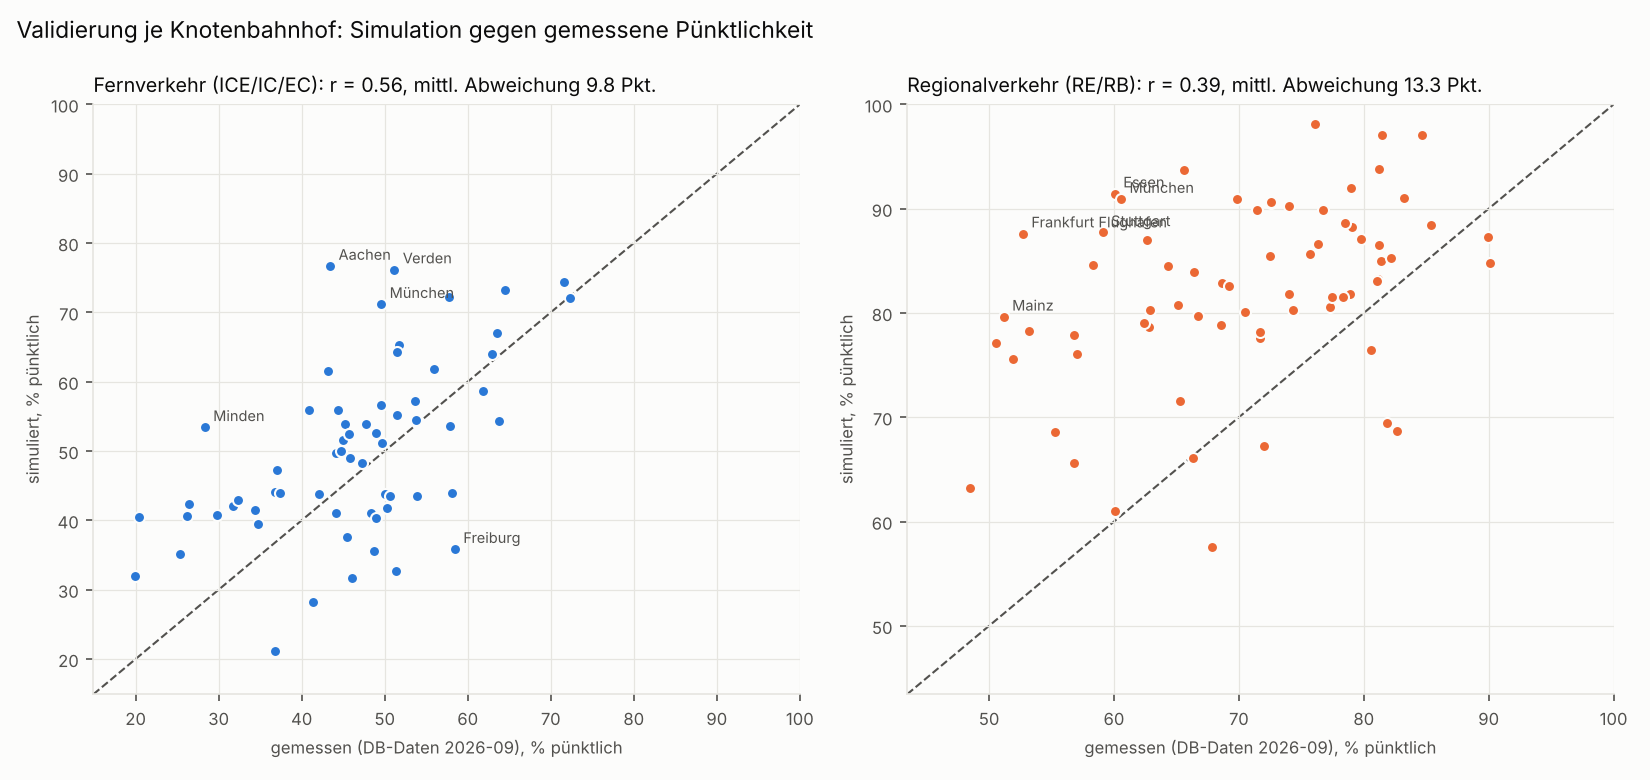 Validierung je Knotenbahnhof: Simulation gegen gemessene Pünktlichkeit
Fernverkehr (ICE/IC/EC): r = 0.56, mittl. Abweichung 9.8 Pkt.
100
90
80
70
60
50
40
30
20
simuliert, % pünktlich
Aachen
Verden
München
Minden
Freiburg
20 30 40 50 60 70 80 90 100
gemessen (DB-Daten 2026-09), % pünktlich
Regionalverkehr (RE/RB): r = 0.39, mittl. Abweichung 13.3 Pkt.
100
90
80
70
60
50
simuliert, % pünktlich
Essen
München
Frankfurt Flughafen
Stuttgart
Mainz
50 60 70 80 90 100
gemessen (DB-Daten 2026-09), % pünktlich